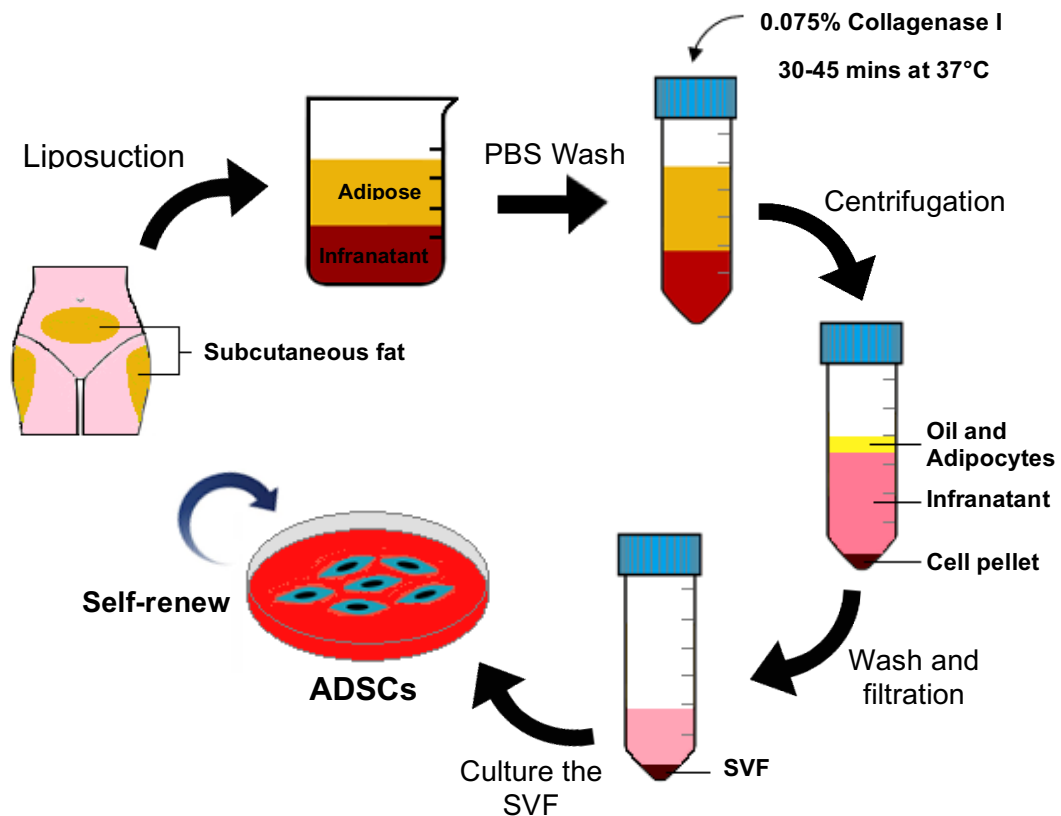 0.075% Collagenase I
30-45 mins at 37°C
Liposuction
PBS Wash
Adipose
Infranatant
Centrifugation
Subcutaneous fat
Oil and
Adipocytes
Infranatant
Cell pellet
Wash and
filtration
SVF
Culture the
SVF
ADSCs
Self-renew